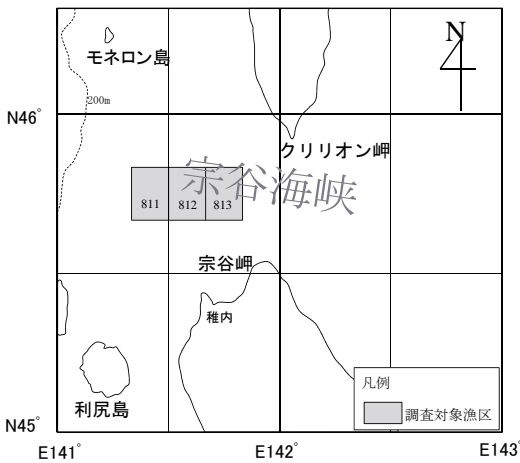 N
モネロン島
200m
N46°
クリリオン岬
宗谷海峡
811 812 813
宗谷岬
稚内
凡例
調査対象漁区
利尻島
N45°
E141° E142° E143°